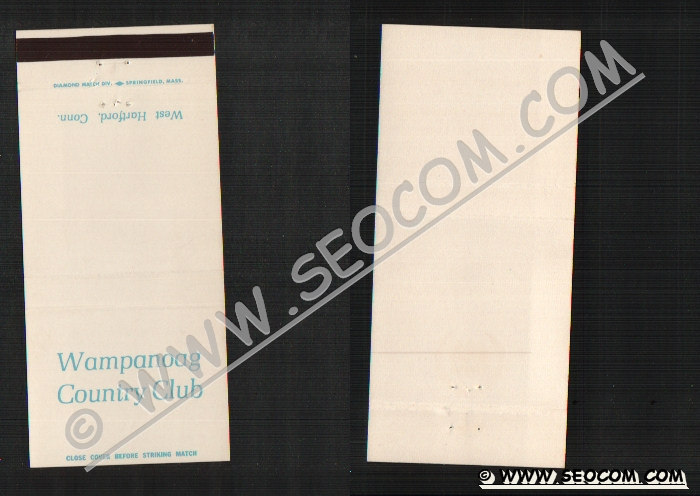 DIAMOND MATCH DIV. SPRINGFIELD, MASS.
West Hartford, Conn.
Wampanoag
Country Club
CLOSE COVER BEFORE STRIKING MATCH
© WWW.SEOCOM.COM
© WWW.SEOCOM.COM